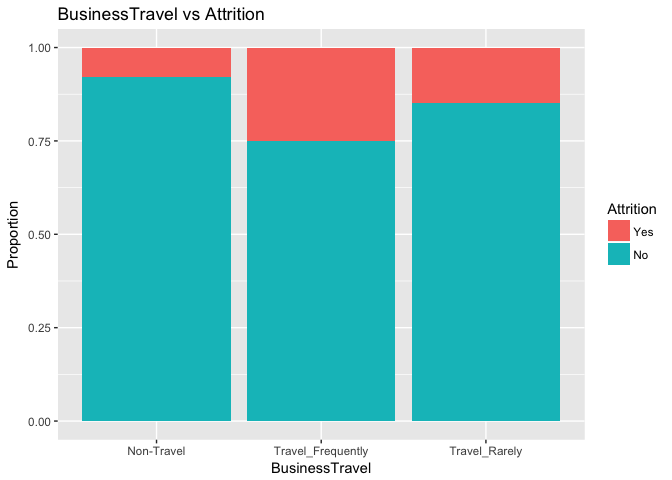 BusinessTravel vs Attrition
1.00
0.75
0.50
0.25
0.00
Proportion
Non-Travel
Travel_Frequently
Travel_Rarely
BusinessTravel
Attrition
Yes
No